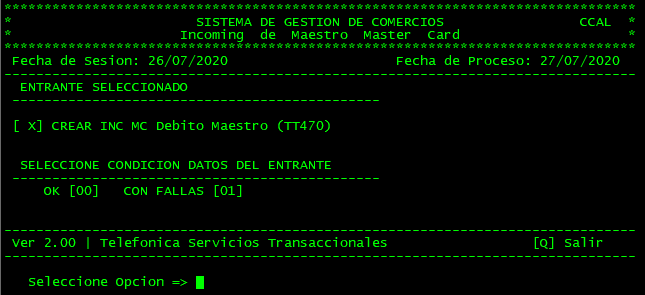 *******************************************************************************
* SISTEMA DE GESTION DE COMERCIOS CCAL *
* Incoming de Maestro Master Card *
*******************************************************************************
Fecha de Sesion: 26/07/2020 Fecha de Proceso: 27/07/2020
-------------------------------------------------------------------------------
ENTRANTE SELECCIONADO
----------------------------------------------
[ X] CREAR INC MC Debito Maestro (TT470)
SELECCIONE CONDICION DATOS DEL ENTRANTE
----------------------------------------------
OK [00] CON FALLAS [01]
-------------------------------------------------------------------------------
Ver 2.00 | Telefonica Servicios Transaccionales [Q] Salir
-------------------------------------------------------------------------------
Seleccione Opcion =>